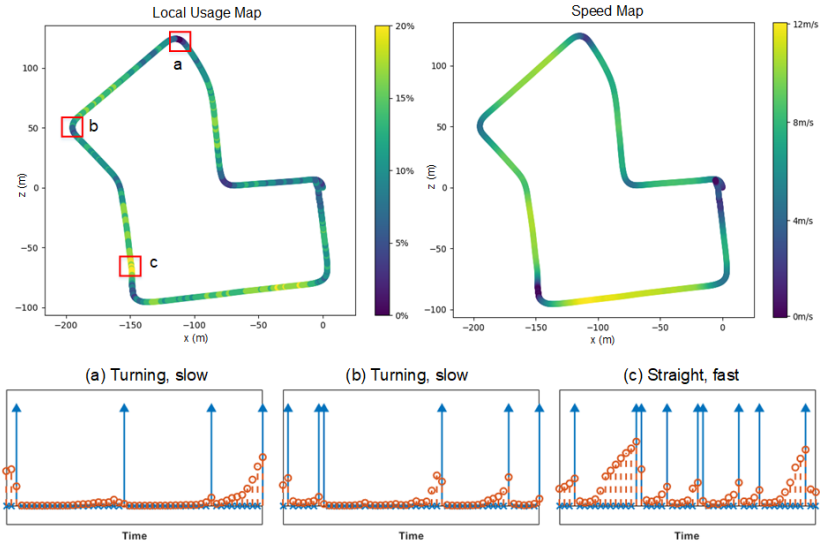 Local Usage Map
Speed Map
20%
15%
10%
5%
0%
12m/s
8m/s
4m/s
0m/s
100
50
0
−50
−100
z (m)
−200
−150
−100
−50
0
x (m)
a
b
c
100
50
0
−50
−100
z (m)
−200
−150
−100
−50
0
x (m)
(a) Turning, slow
(b) Turning, slow
(c) Straight, fast
Time
Time
Time